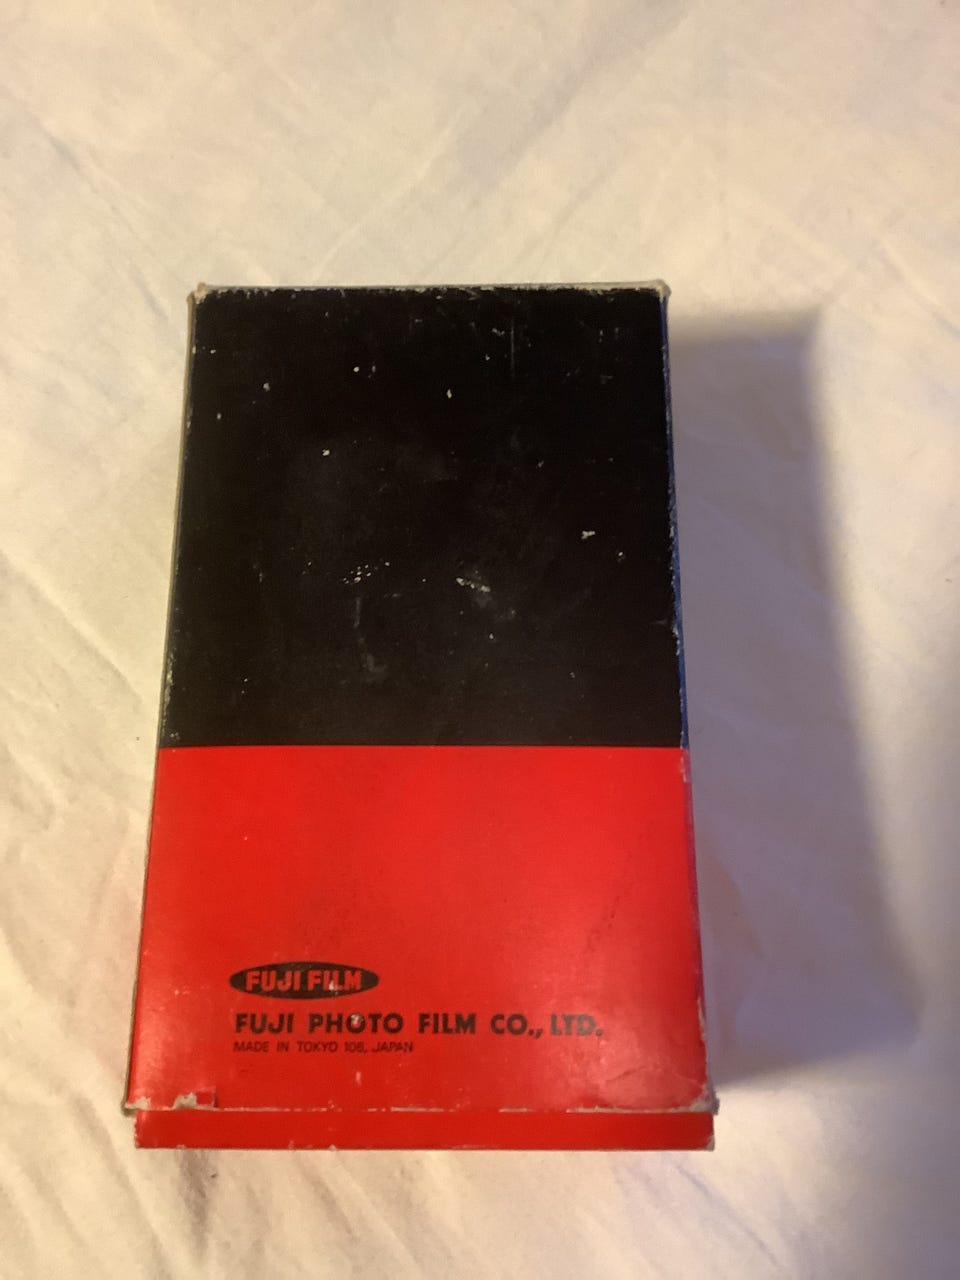 FUJI FILM
FUJI PHOTO FILM CO., LTD.
MADE IN TOKYO 106, JAPAN